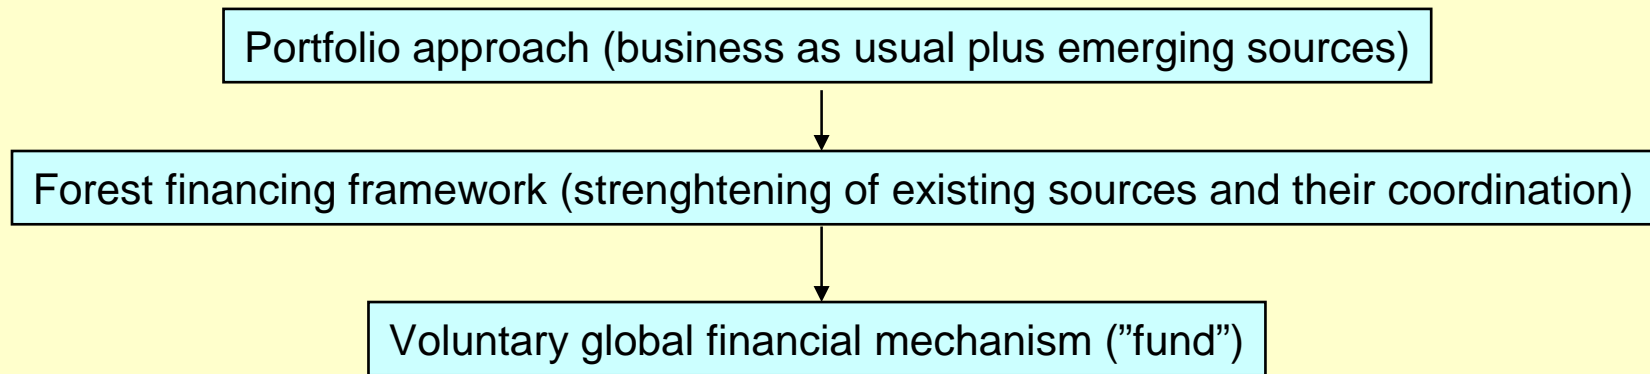 Portfolio approach (business as usual plus emerging sources)
Forest financing framework (strenghtening of existing sources and their coordination)
Voluntary global financial mechanism (”fund”)